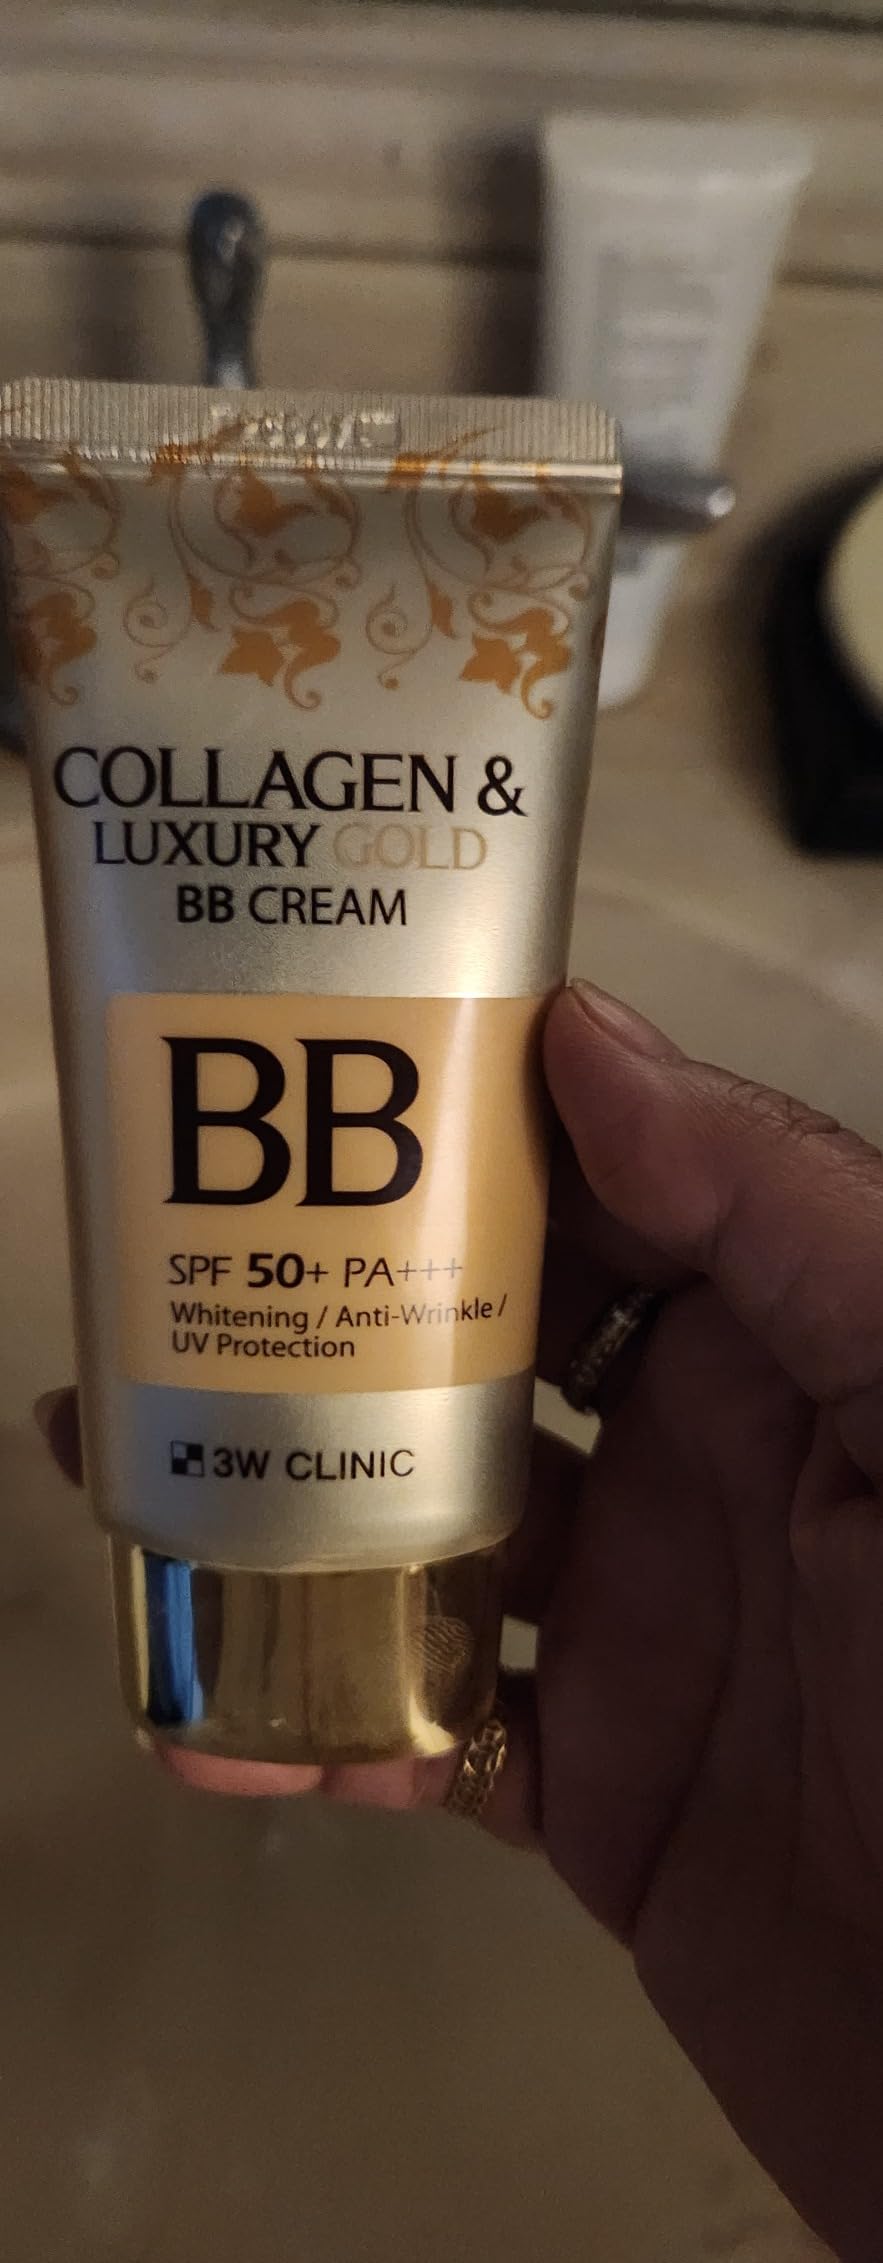 COLLAGEN &
LUXURY GOLD
BB CREAM
BB
SPF 50+ PA+++
Whitening / Anti-Wrinkle /
UV Protection
3W CLINIC